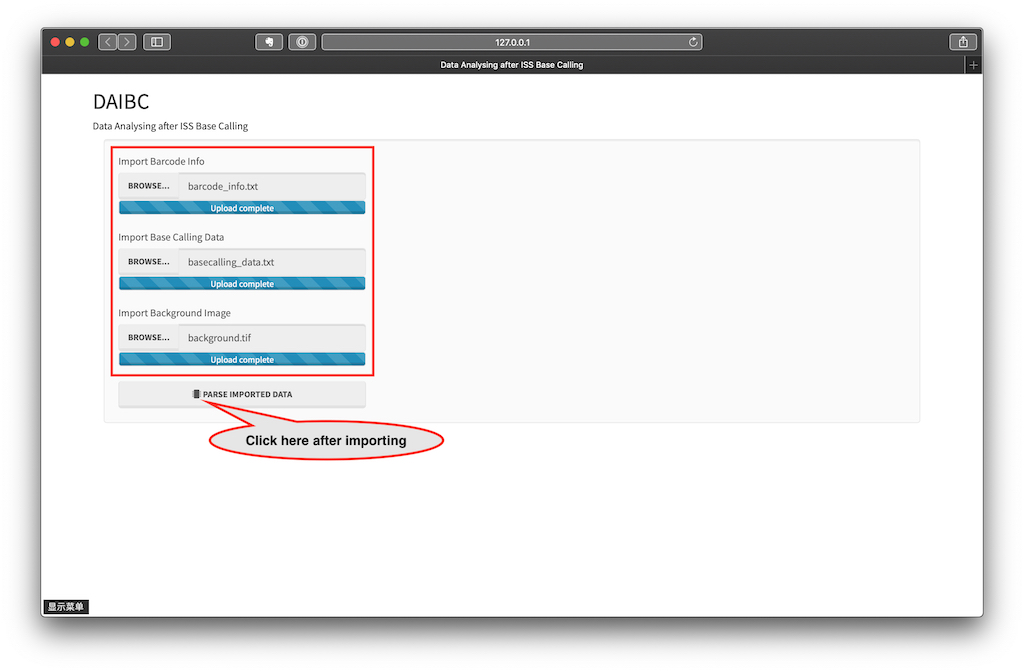 127.0.0.1
Data Analysing after ISS Base Calling
DAIBC
Data Analysing after ISS Base Calling
Import Barcode Info
BROWSE... barcode_info.txt
Upload complete
Import Base Calling Data
BROWSE... basecalling_data.txt
Upload complete
Import Background Image
BROWSE... background.tif
Upload complete
PARSE IMPORTED DATA
Click here after importing
显示菜单